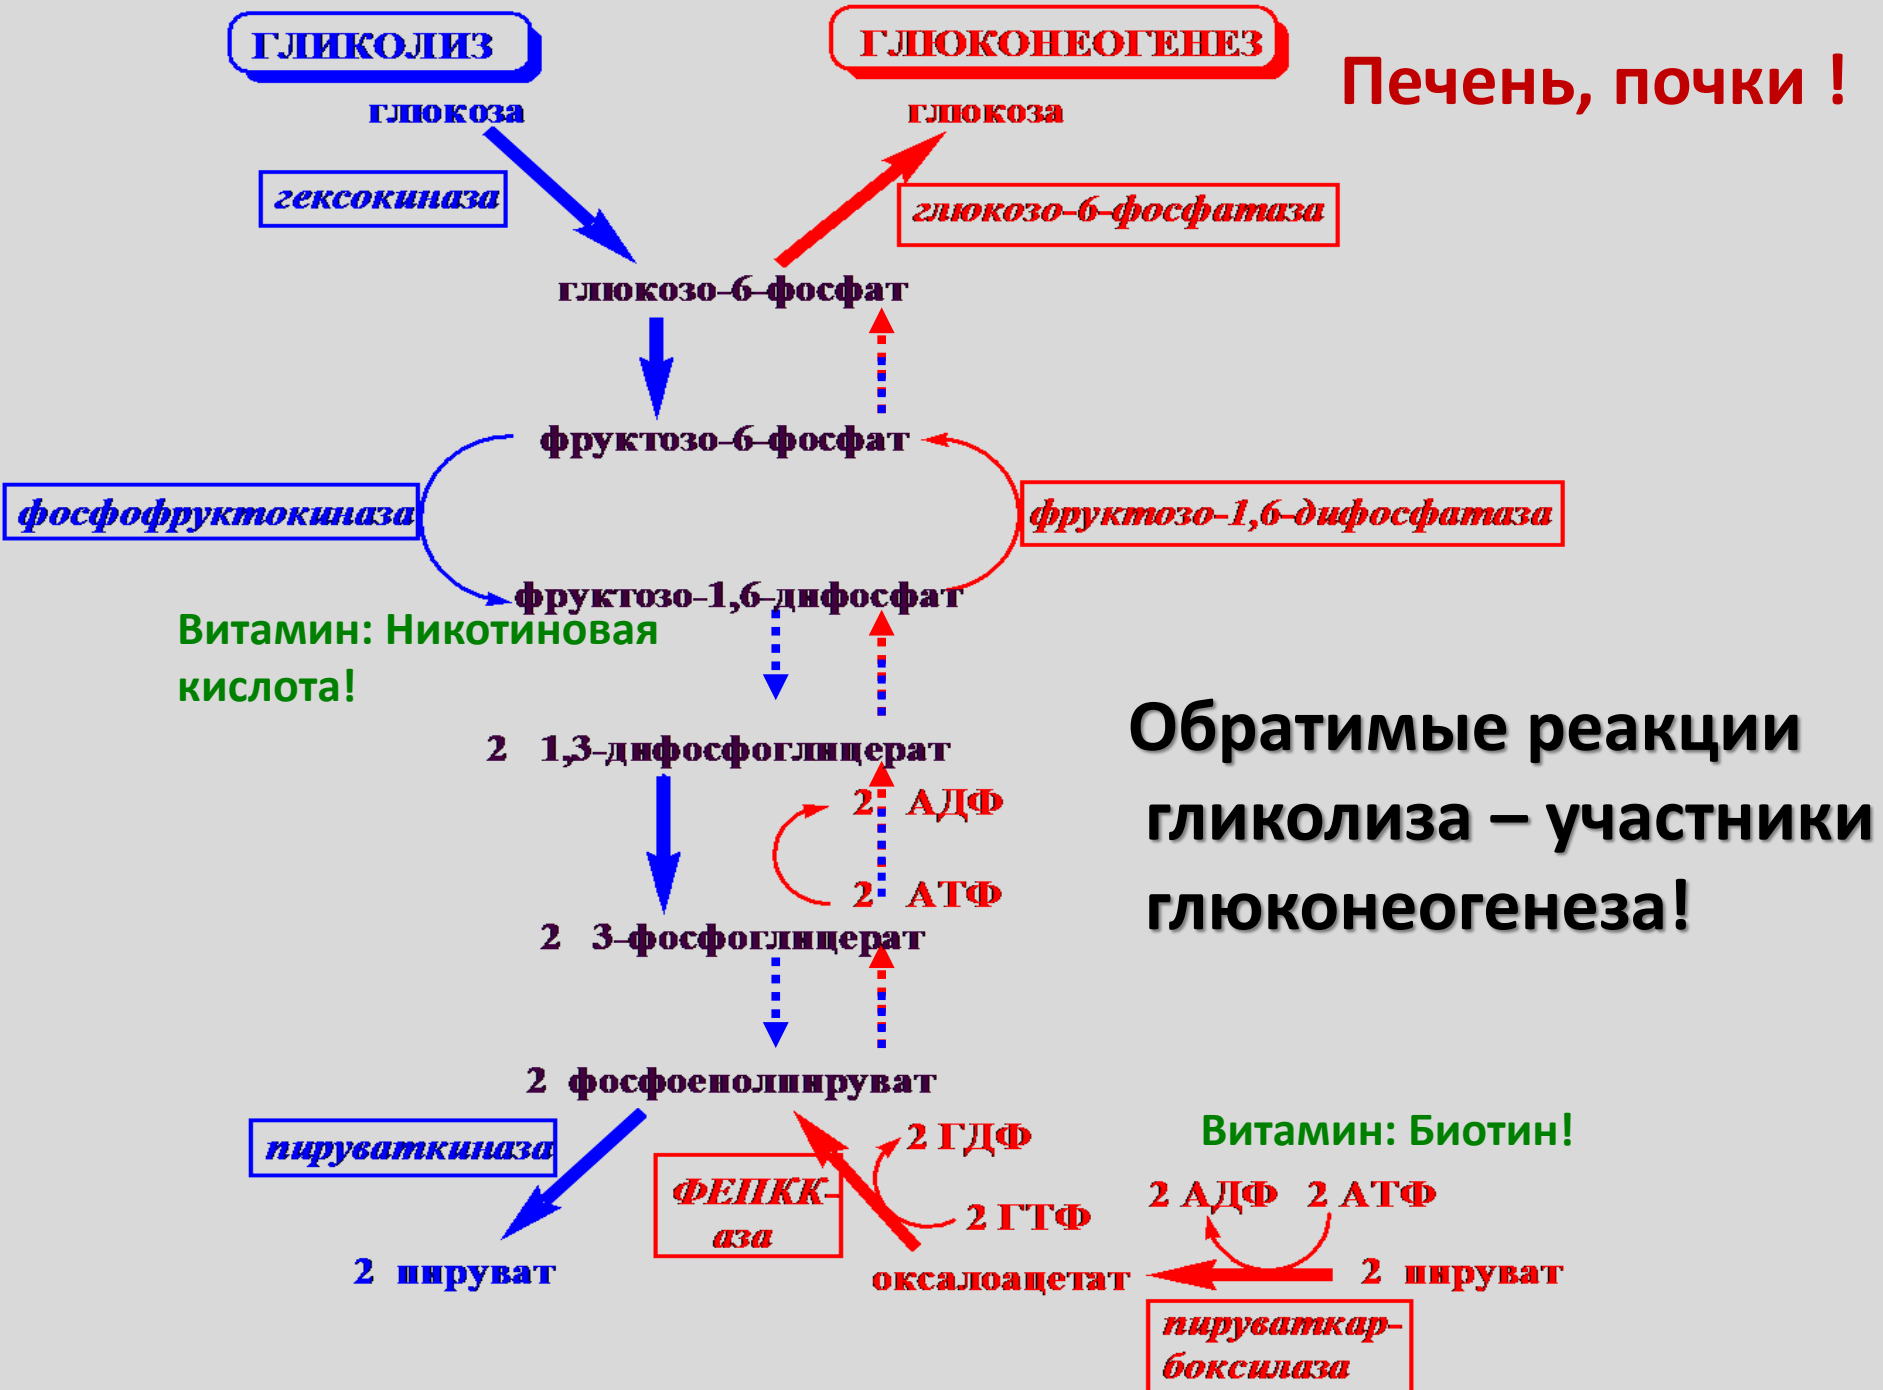 ГЛИКОЛИЗ
ГЛЮКОНЕОГЕНЕЗ
Печень, почки !
глюкоза
глюкоза
гексокиназа
глюкозо-6-фосфатаза
глюкозо-6-фосфат
фруктозо-6-фосфат
фосфофруктокиназа
фруктозо-1,6-дифосфатаза
фруктозо-1,6-дифосфат
Витамин: Никотиновая
кислота!
Обратимые реакции
гликолиза – участники
глюконеогенеза!
2 1,3-дифосфоглицерат
2 АДФ
2 АТФ
2 3-фосфоглицерат
2 фосфоенолпируват
Витамин: Биотин!
пируваткиназа
2 ГДФ
ФЕПКК-
аза
2 ГТФ
2 АДФ 2 АТФ
2 пируват
оксалоацетат
2 пируват
пируваткар-
боксилаза